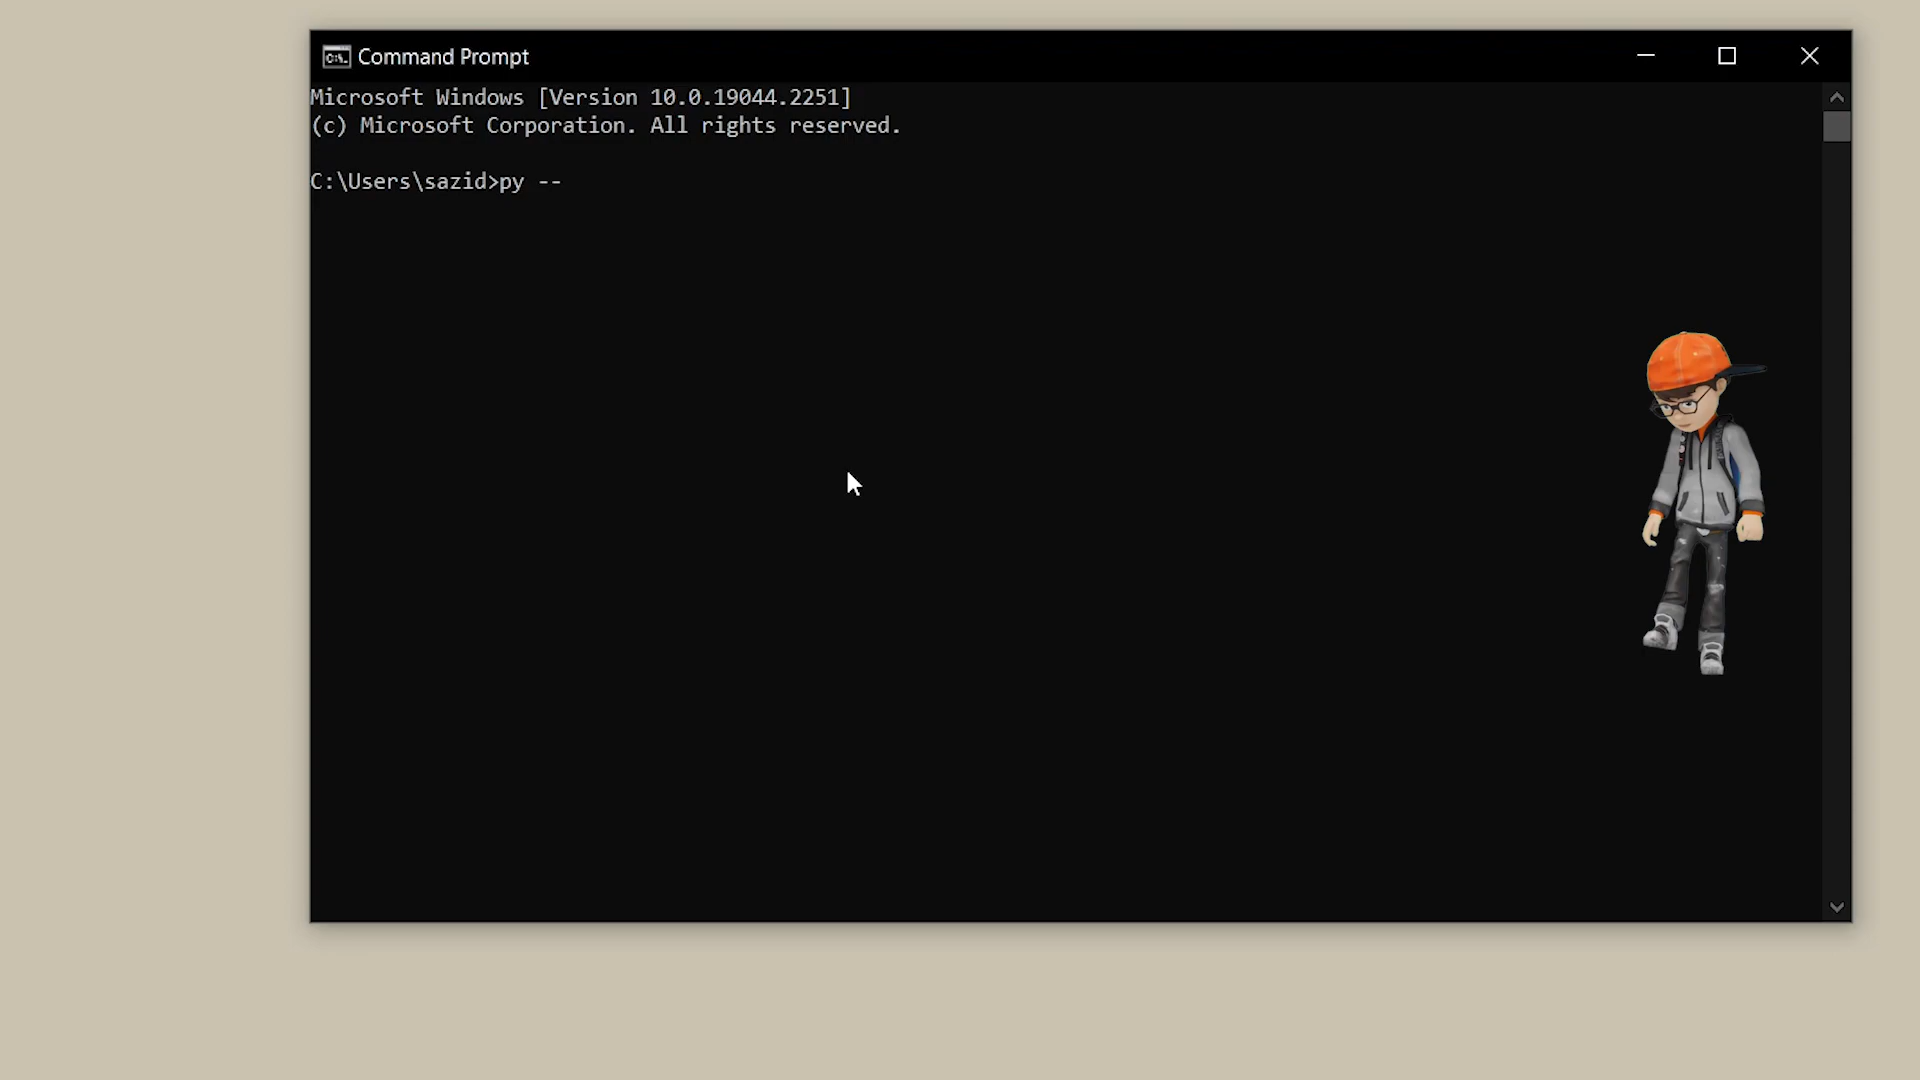 Command Prompt
Microsoft Windows [Version 10.0.19044.2251]
(c) Microsoft Corporation. All rights reserved.
C:\Users\sazid>py --